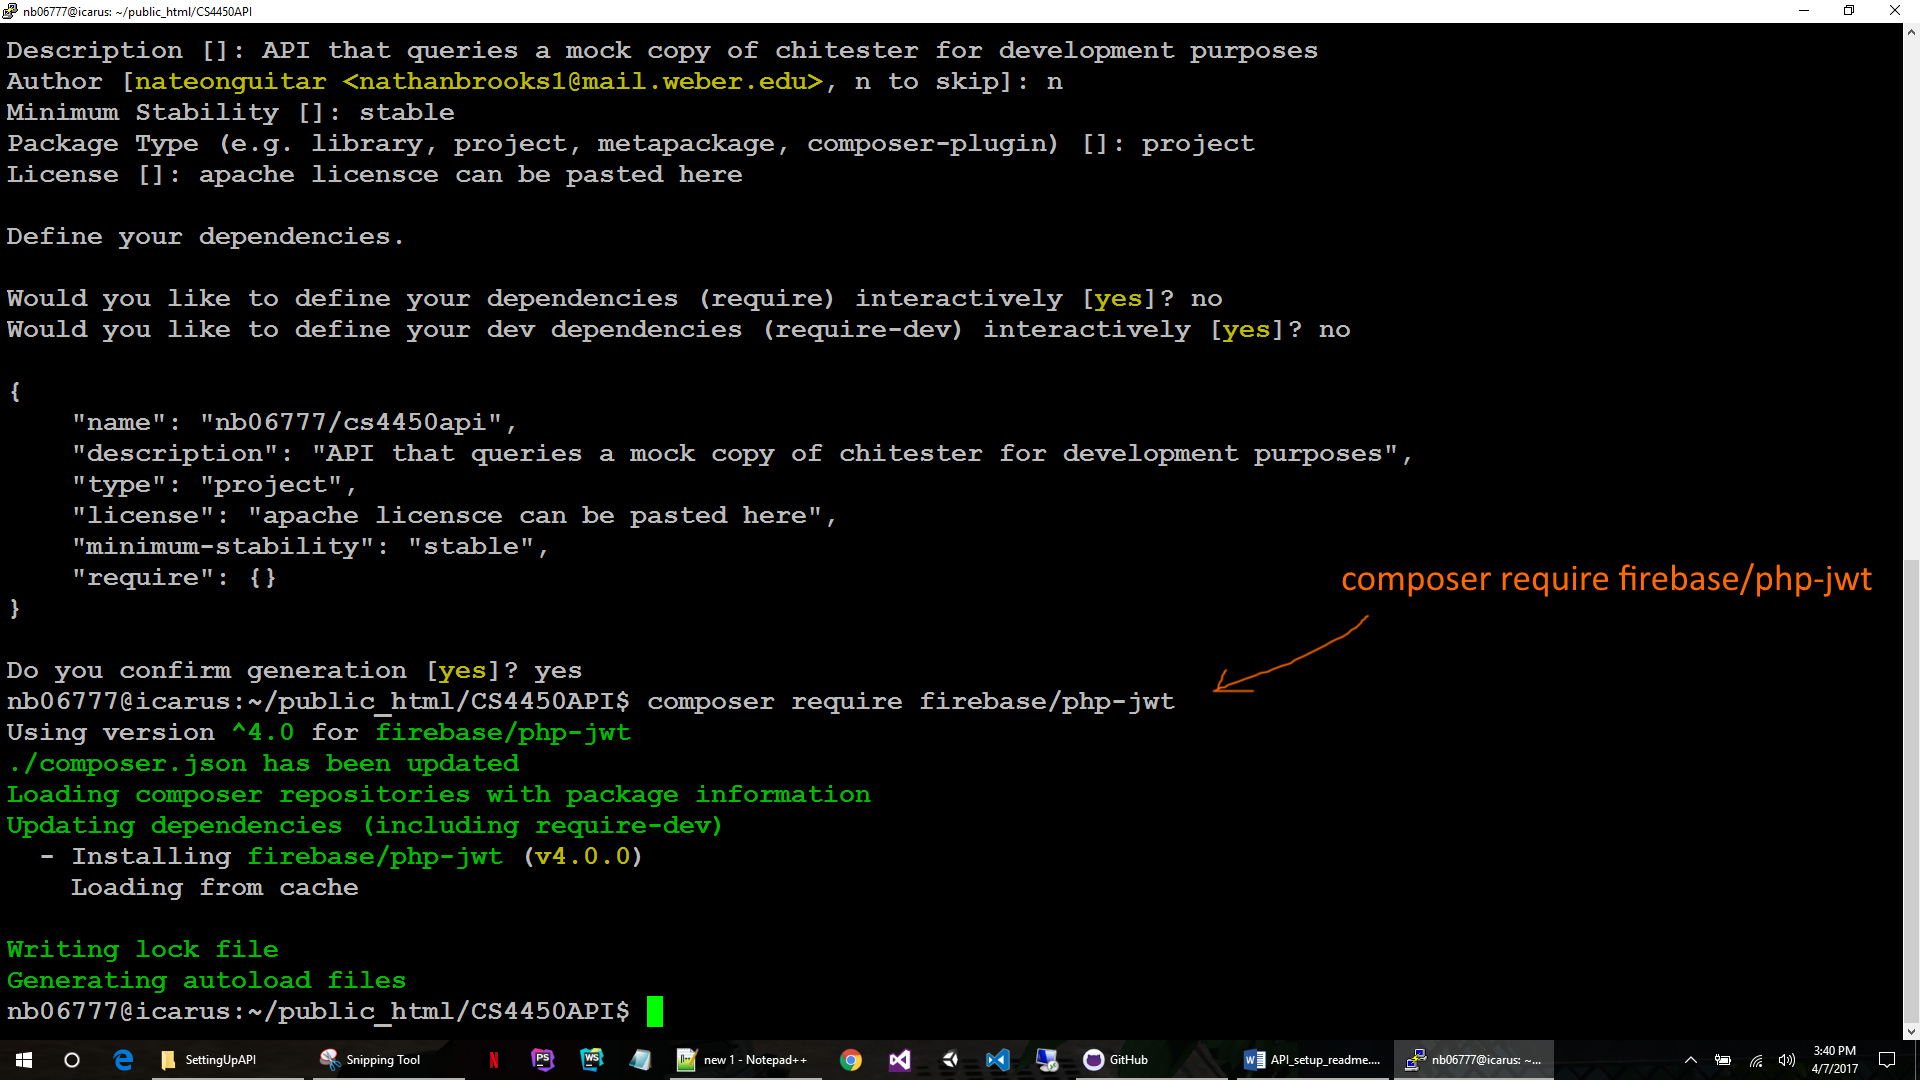 nb06777@icarus: ~/public_html/CS4450API
Description []: API that queries a mock copy of chitester for development purposes
Author [nateonguitar <nathanbrooks1@mail.weber.edu>, n to skip]: n
Minimum Stability []: stable
Package Type (e.g. library, project, metapackage, composer-plugin) []: project
License []: apache licensce can be pasted here
Define your dependencies.
Would you like to define your dependencies (require) interactively [yes]? no
Would you like to define your dev dependencies (require-dev) interactively [yes]? no
{
"name": "nb06777/cs4450api",
"description": "API that queries a mock copy of chitester for development purposes",
"type": "project",
"license": "apache licensce can be pasted here",
"minimum-stability": "stable",
"require": {}
}
composer require firebase/php-jwt
Do you confirm generation [yes]? yes
nb06777@icarus:~/public_html/CS4450API$ composer require firebase/php-jwt
Using version ^4.0 for firebase/php-jwt
./composer.json has been updated
Loading composer repositories with package information
Updating dependencies (including require-dev)
- Installing firebase/php-jwt (v4.0.0)
Loading from cache
Writing lock file
Generating autoload files
nb06777@icarus:~/public_html/CS4450API$
SettingUpAPI
Snipping Tool
N
PS
WS
new 1 - Notepad++
GitHub
W
API_setup_readme....
nb06777@icarus: ~...
3:40 PM
4/7/2017